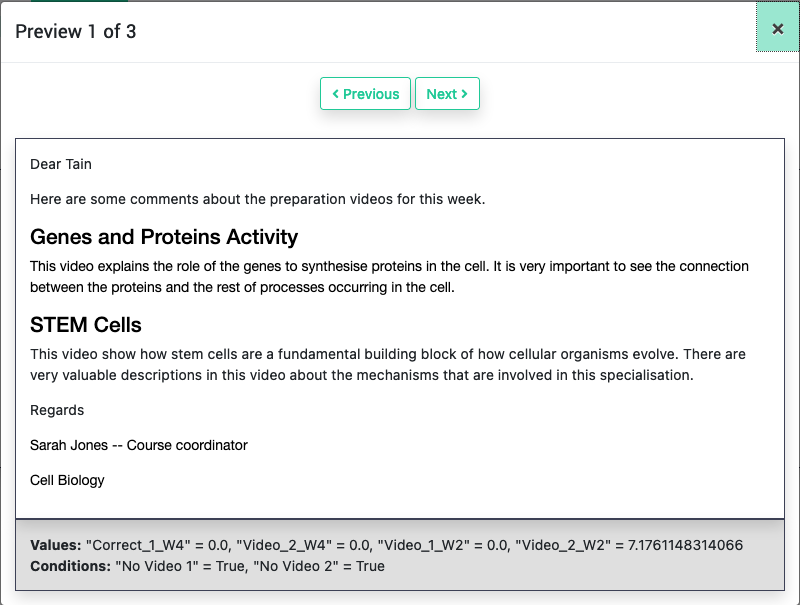 Preview 1 of 3
×
Previous
Next
Dear Tain
Here are some comments about the preparation videos for this week.
Genes and Proteins Activity
This video explains the role of the genes to synthesise proteins in the cell. It is very important to see the connection
between the proteins and the rest of processes occurring in the cell.
STEM Cells
This video show how stem cells are a fundamental building block of how cellular organisms evolve. There are
very valuable descriptions in this video about the mechanisms that are involved in this specialisation.
Regards
Sarah Jones -- Course coordinator
Cell Biology
Values: "Correct_1_W4" = 0.0, "Video_2_W4" = 0.0, "Video_1_W2" = 0.0, "Video_2_W2" = 7.1761148314066
Conditions: "No Video 1" = True, "No Video 2" = True